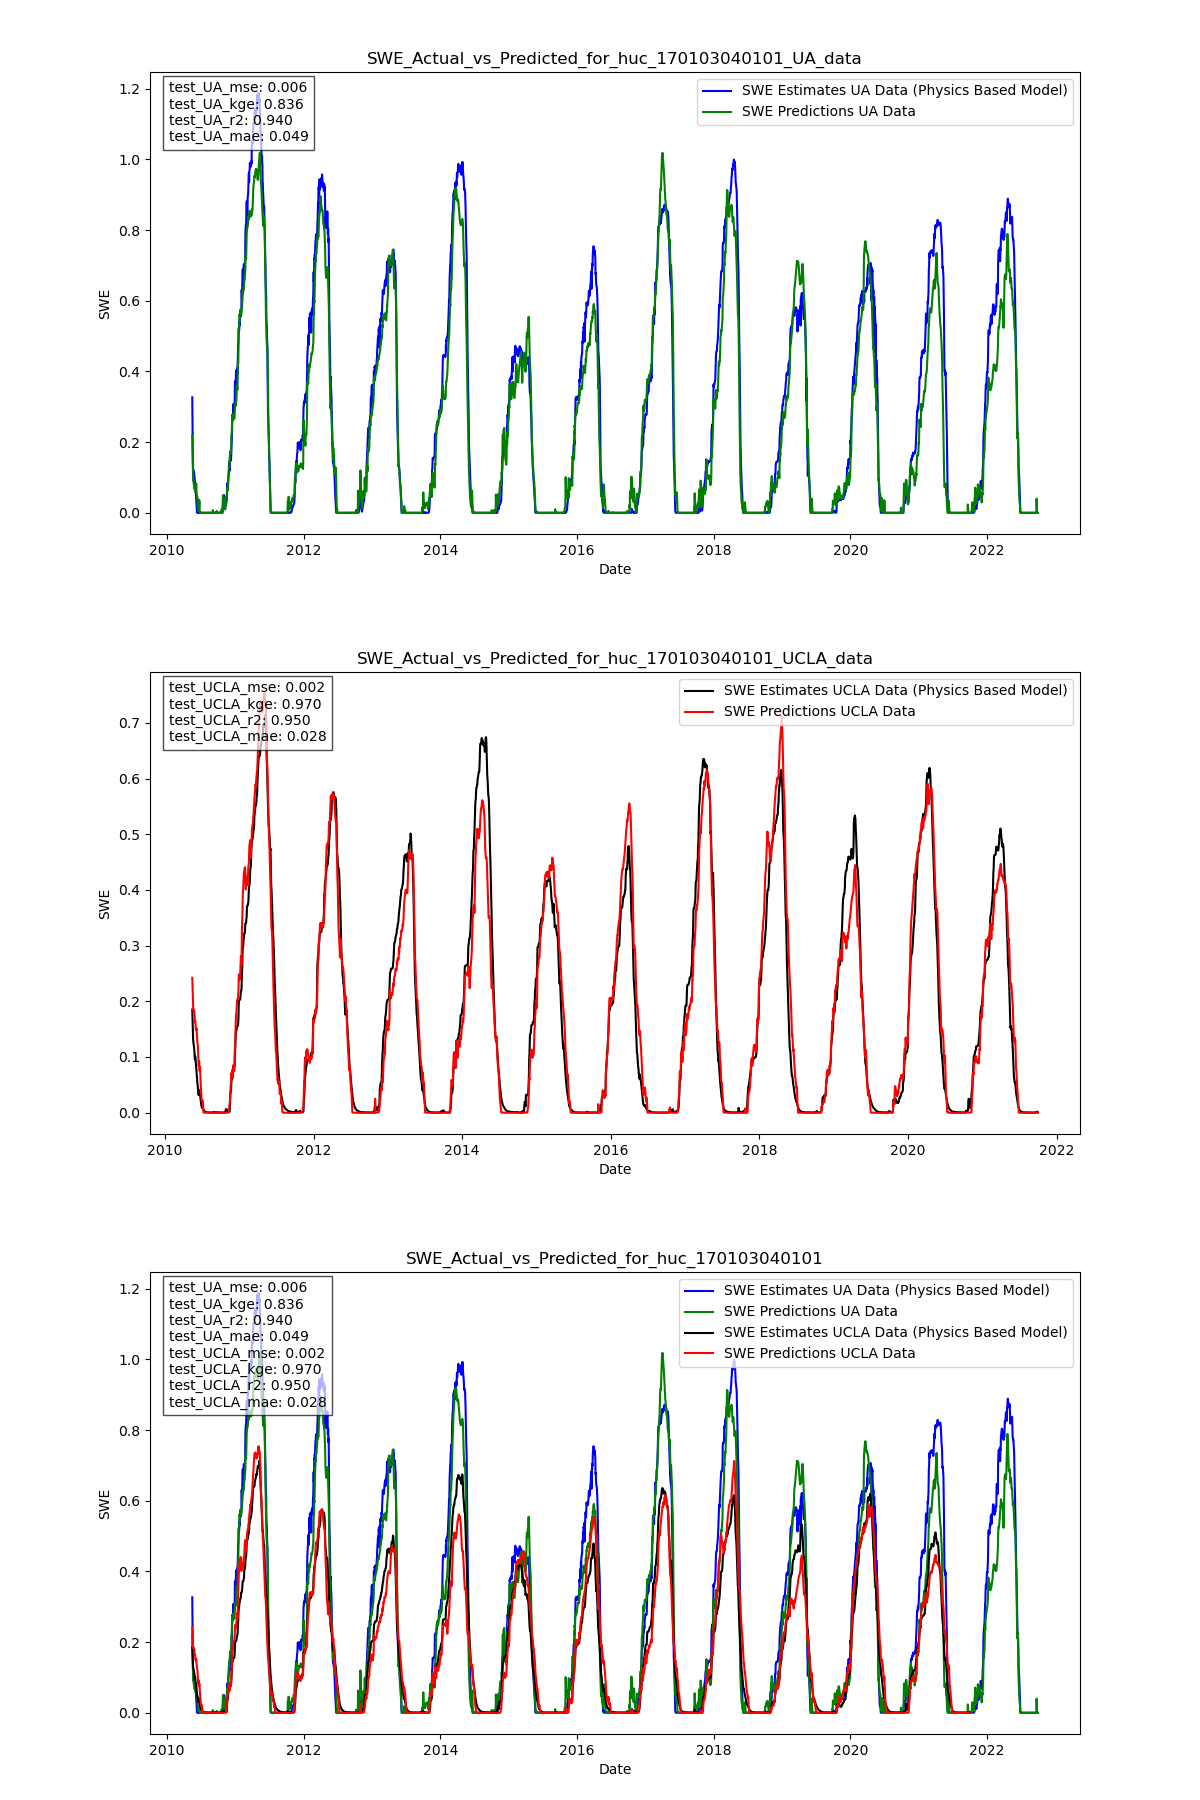 SWE_Actual_vs_Predicted_for_huc_170103040101_UA_data
test_UA_mse: 0.006
test_UA_kge: 0.836
test_UA_r2: 0.940
test_UA_mae: 0.049
SWE Estimates UA Data (Physics Based Model)
SWE Predictions UA Data
1.2
1.0
0.8
0.6
0.4
0.2
0.0
SWE
2010 2012 2014 2016 2018 2020 2022
Date
SWE_Actual_vs_Predicted_for_huc_170103040101_UCLA_data
test_UCLA_mse: 0.002
test_UCLA_kge: 0.970
test_UCLA_r2: 0.950
test_UCLA_mae: 0.028
SWE Estimates UCLA Data (Physics Based Model)
SWE Predictions UCLA Data
0.7
0.6
0.5
0.4
0.3
0.2
0.1
0.0
SWE
2010 2012 2014 2016 2018 2020 2022
Date
SWE_Actual_vs_Predicted_for_huc_170103040101
test_UA_mse: 0.006
test_UA_kge: 0.836
test_UA_r2: 0.940
test_UA_mae: 0.049
test_UCLA_mse: 0.002
test_UCLA_kge: 0.970
test_UCLA_r2: 0.950
test_UCLA_mae: 0.028
SWE Estimates UA Data (Physics Based Model)
SWE Predictions UA Data
SWE Estimates UCLA Data (Physics Based Model)
SWE Predictions UCLA Data
1.2
1.0
0.8
0.6
0.4
0.2
0.0
SWE
2010 2012 2014 2016 2018 2020 2022
Date